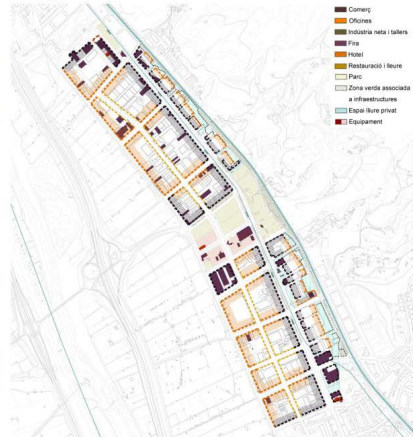 Comerç
Oficines
Indústria neta i tallers
Fira
Hotel
Restauració i lleure
Parc
Zona verda associada
a infraestructures
Espai lliure privat
Equipament